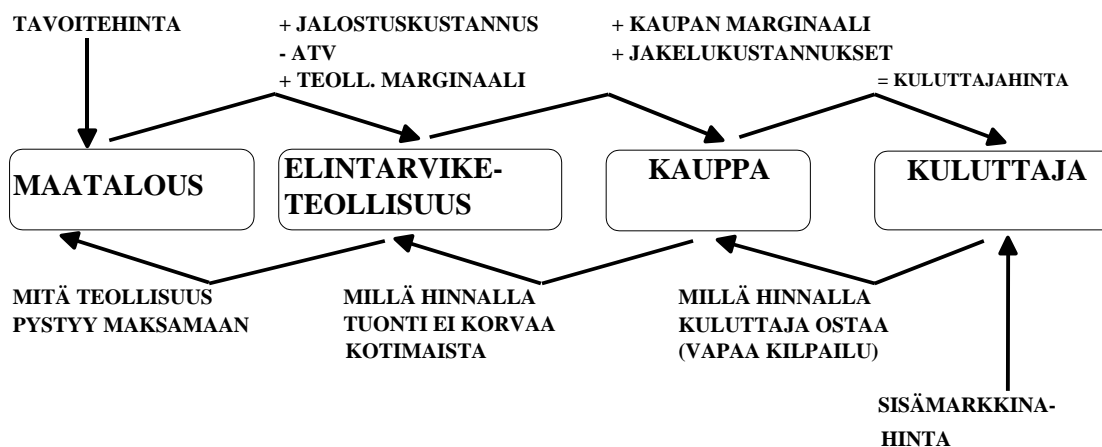 TAVOITEHINTA
+ JALOSTUSKUSTANNUS
- ATV
+ TEOLL. MARGINAALI
+ KAUPAN MARGINAALI
+ JAKELUKUSTANNUKSET
= KULUTTAJAHINTA
MAATALOUS
ELINTARVIKE-
TEOLLISUUS
KAUPPA
KULUTTAJA
MITÄ TEOLLISUUS
PYSTYY MAKSAMAAN
MILLÄ HINNALLA
TUONTI EI KORVAA
KOTIMAISTA
MILLÄ HINNALLA
KULUTTAJA OSTAA
(VAPAA KILPAILU)
SISÄMARKKINA-
HINTA